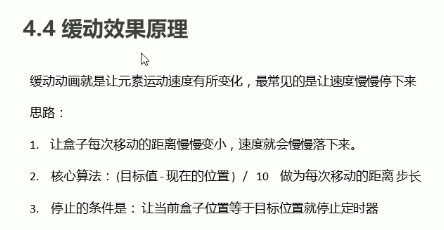 4.4 缓动效果原理
缓动动画就是让元素运动速度有所变化，最常见的是让速度慢慢停下来
思路：
1. 让盒子每次移动的距离慢慢变小，速度就会慢慢落下来。
2. 核心算法：(目标值 - 现在的位置) / 10 做为每次移动的距离 步长
3. 停止的条件是：让当前盒子位置等于目标位置就停止定时器